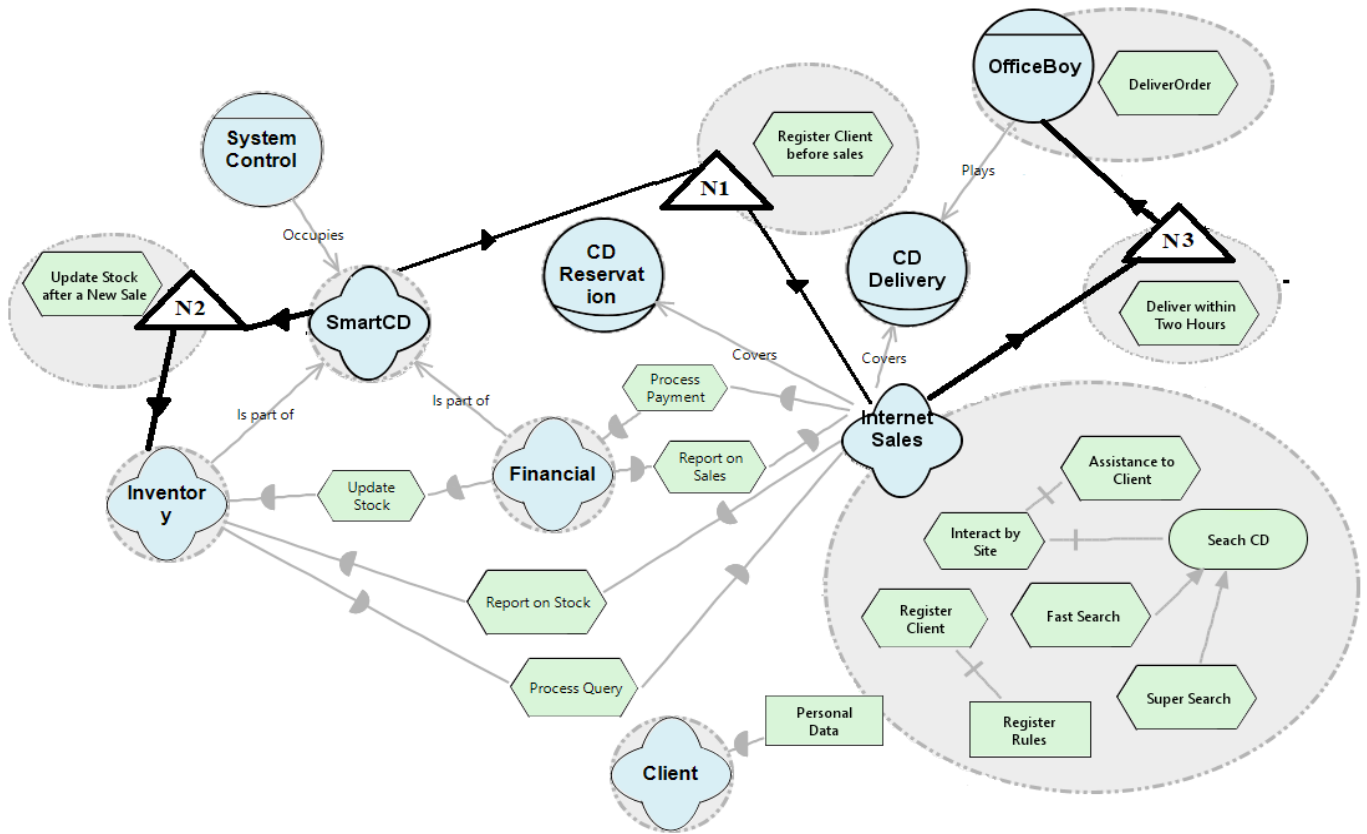 OfficeBoy
DeliverOrder
System
Control
Register Client
before sales
Plays
N1
Occupies
CD
Reservat
ion
CD
Delivery
N3
Update Stock
after a New Sale
N2
SmartCD
Deliver within
Two Hours
Covers
Covers
Is part of
Is part of
Process
Payment
Internet
Sales
Inventor
y
Update
Stock
Financial
Report on
Sales
Assistance to
Client
Interact by
Site
Seach CD
Report on Stock
Register
Client
Fast Search
Process Query
Super Search
Personal
Data
Register
Rules
Client